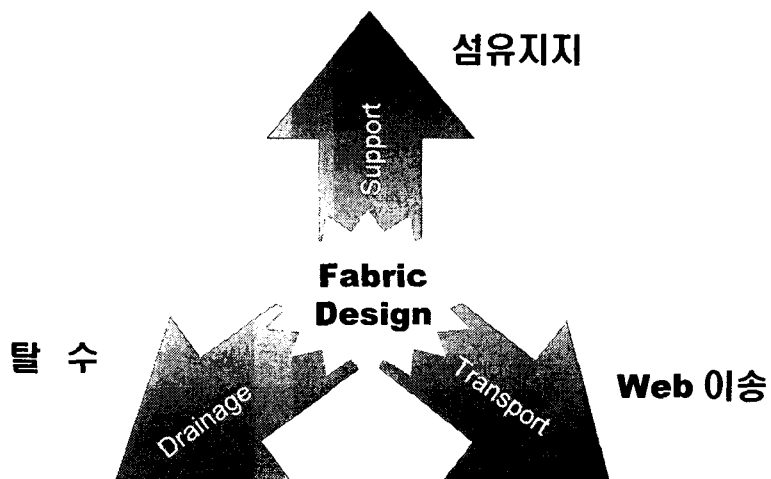 섬유지지
Support
Fabric
Design
탈 수
Drainage
Transport
Web 이송